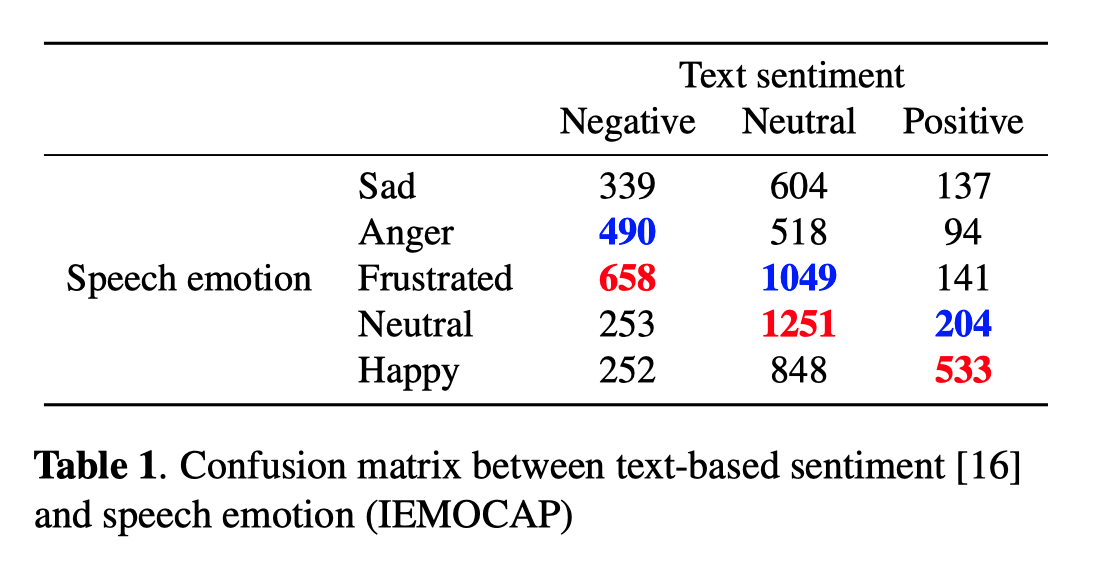 Text sentiment
Negative Neutral Positive
Sad 339 604 137
Anger 490 518 94
Speech emotion Frustrated 658 1049 141
Neutral 253 1251 204
Happy 252 848 533
Table 1. Confusion matrix between text-based sentiment [16]
and speech emotion (IEMOCAP)